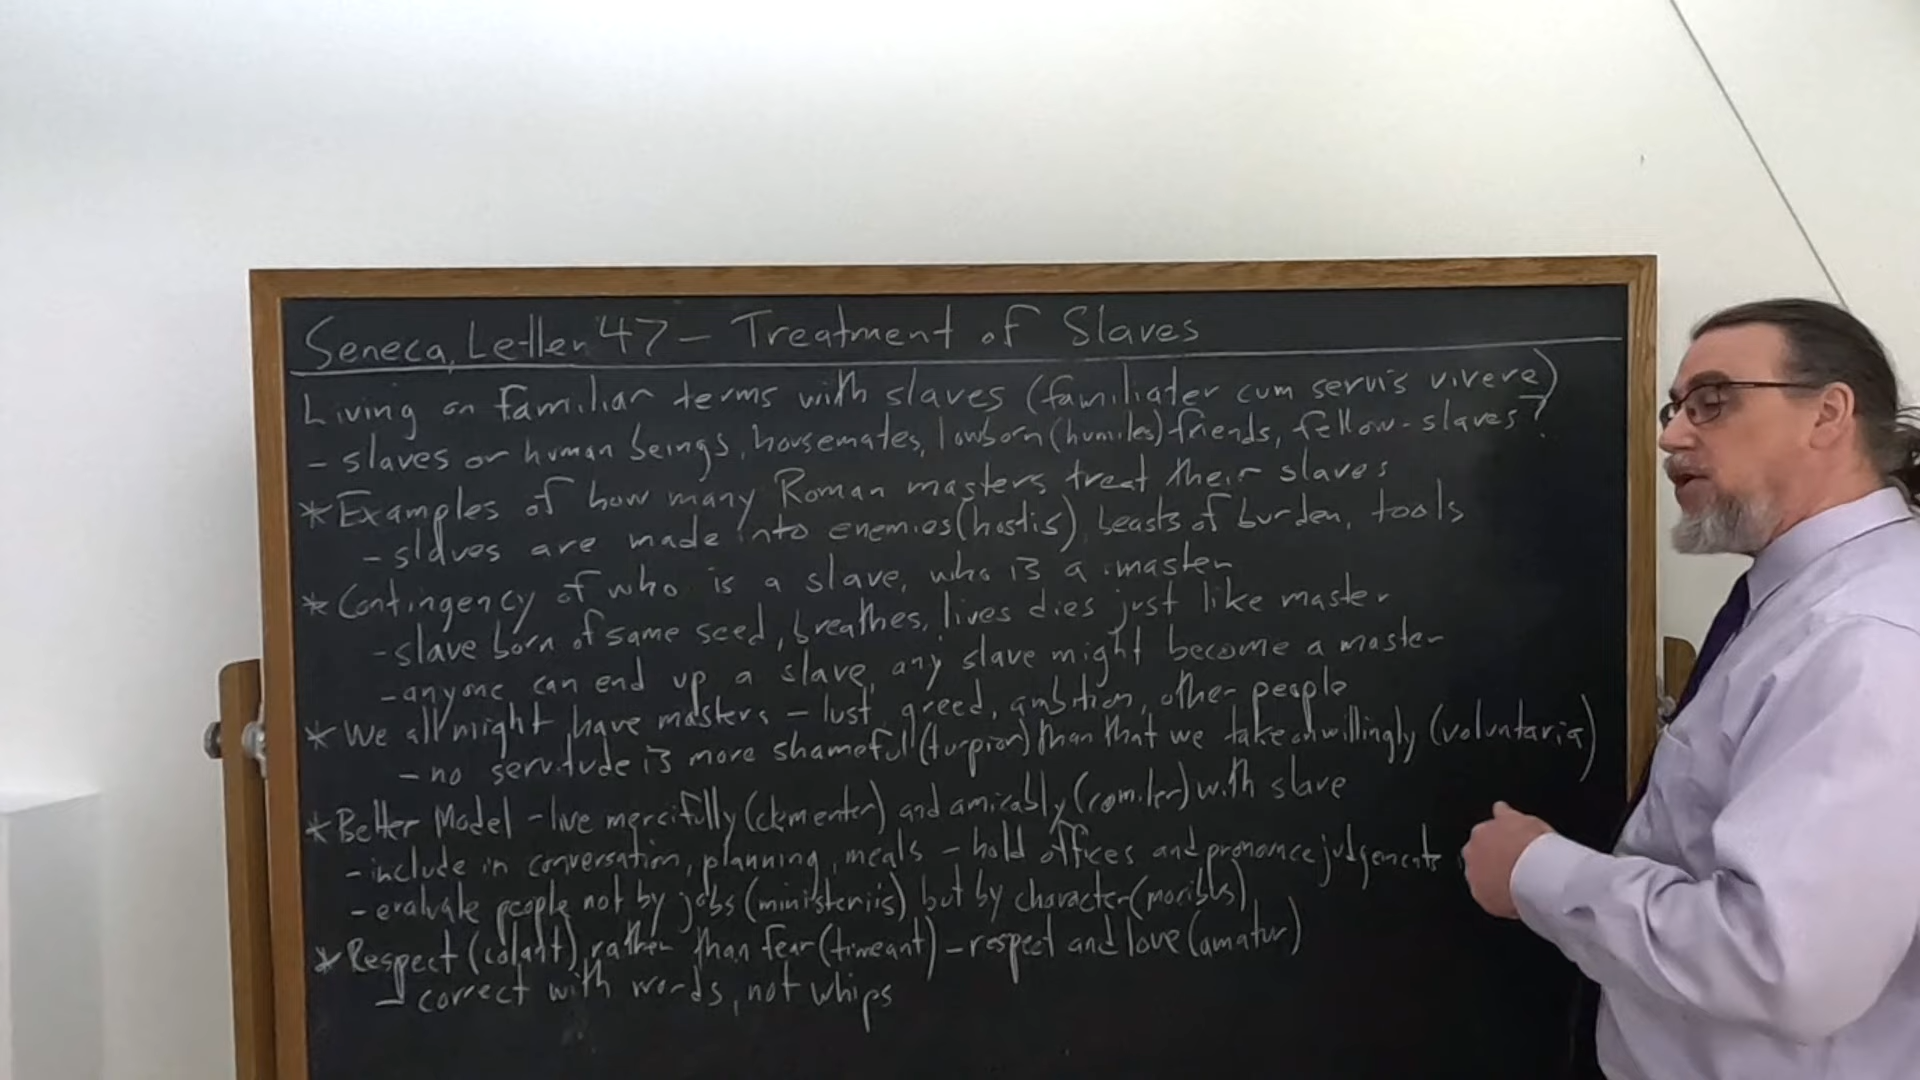 Seneca, Letter 47 – Treatment of Slaves
Living on familiar terms with slaves (familiater cum servis vivere)
- slaves or human beings, housemates, lowborn (humiles) friends, fellow-slaves?
* Examples of how many Roman masters treat their slaves
- slaves are made into enemies (hostis), beasts of burden, tools
* Contingency of who is a slave, who is a master
- slave born of same seed, breathes, lives dies just like master
- anyone can end up a slave, any slave might become a master
* We all might have masters – lust, greed, ambition, other people
- no servitude is more shameful (turpior) than that we take on willingly (voluntaria)
* Better Model – live mercifully (clementer) and amicably (comiter) with slave
- include in conversation, planning, meals – hold offices and pronounce judgements
- evaluate people not by jobs (ministeriis) but by character (moribus)
* Respect (colant) rather than fear (timeant) – respect and love (amatur)
- correct with words, not whips